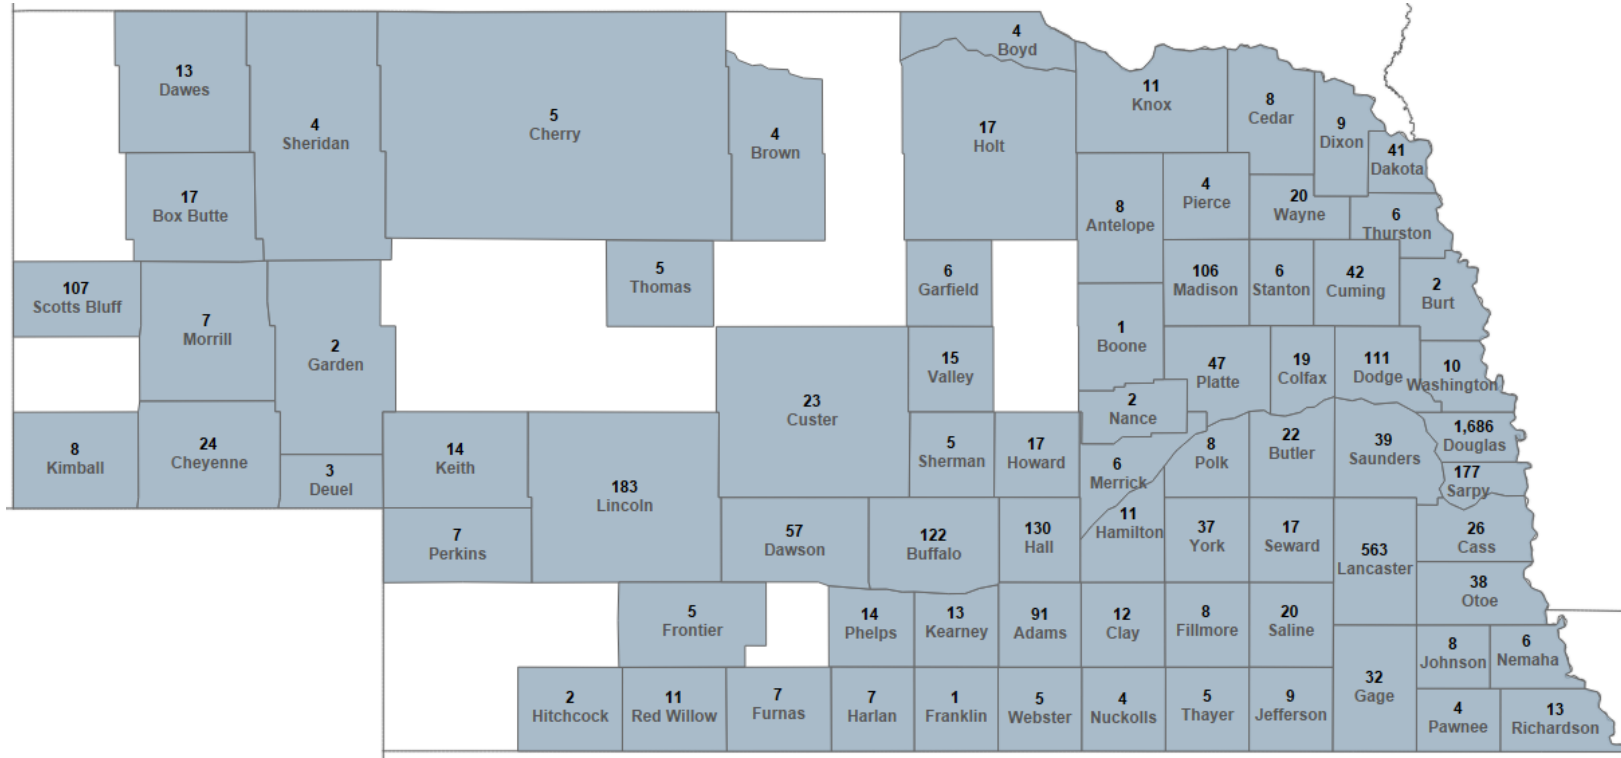 13
Dawes
4
Sheridan
5
Cherry
4
Brown
4
Boyd
17
Holt
11
Knox
8
Cedar
9
Dixon
41
Dakota
17
Box Butte
8
Antelope
4
Pierce
20
Wayne
6
Thurston
107
Scotts Bluff
7
Morrill
2
Garden
5
Thomas
6
Garfield
106
Madison
6
Stanton
42
Cuming
2
Burt
1
Boone
15
Valley
23
Custer
47
Platte
19
Colfax
111
Dodge
10
Washington
2
Nance
8
Kimball
24
Cheyenne
3
Deuel
14
Keith
183
Lincoln
5
Sherman
17
Howard
6
Merrick
8
Polk
22
Butler
39
Saunders
1,686
Douglas
177
Sarpy
7
Perkins
57
Dawson
122
Buffalo
130
Hall
11
Hamilton
37
York
17
Seward
563
Lancaster
26
Cass
38
Otoe
5
Frontier
14
Phelps
13
Kearney
91
Adams
12
Clay
8
Fillmore
20
Saline
8
Johnson
6
Nemaha
2
Hitchcock
11
Red Willow
7
Furnas
7
Harlan
1
Franklin
5
Webster
4
Nuckolls
5
Thayer
9
Jefferson
32
Gage
4
Pawnee
13
Richardson